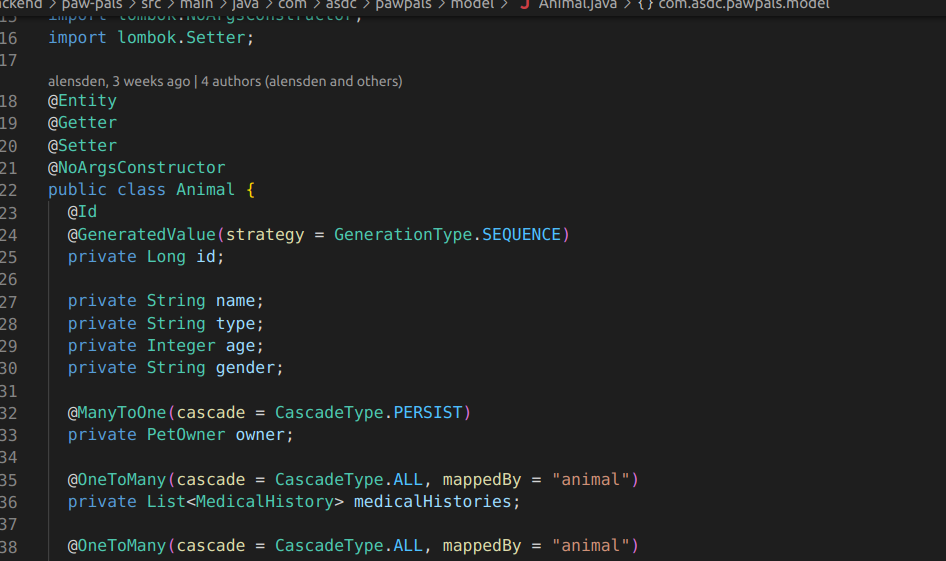 ckend > paw-pals > src > main > java > com > asdc > pawpals > model > J Animal.java > {} com.asdc.pawpals.model
15 import lombok.NoArgsConstructor;
16 import lombok.Setter;
17
alensden, 3 weeks ago | 4 authors (alensden and others)
18 @Entity
19 @Getter
20 @Setter
21 @NoArgsConstructor
22 public class Animal {
23 @Id
24 @GeneratedValue(strategy = GenerationType.SEQUENCE)
25 private Long id;
26
27 private String name;
28 private String type;
29 private Integer age;
30 private String gender;
31
32 @ManyToOne(cascade = CascadeType.PERSIST)
33 private PetOwner owner;
34
35 @OneToMany(cascade = CascadeType.ALL, mappedBy = "animal")
36 private List<MedicalHistory> medicalHistories;
37
38 @OneToMany(cascade = CascadeType.ALL, mappedBy = "animal")